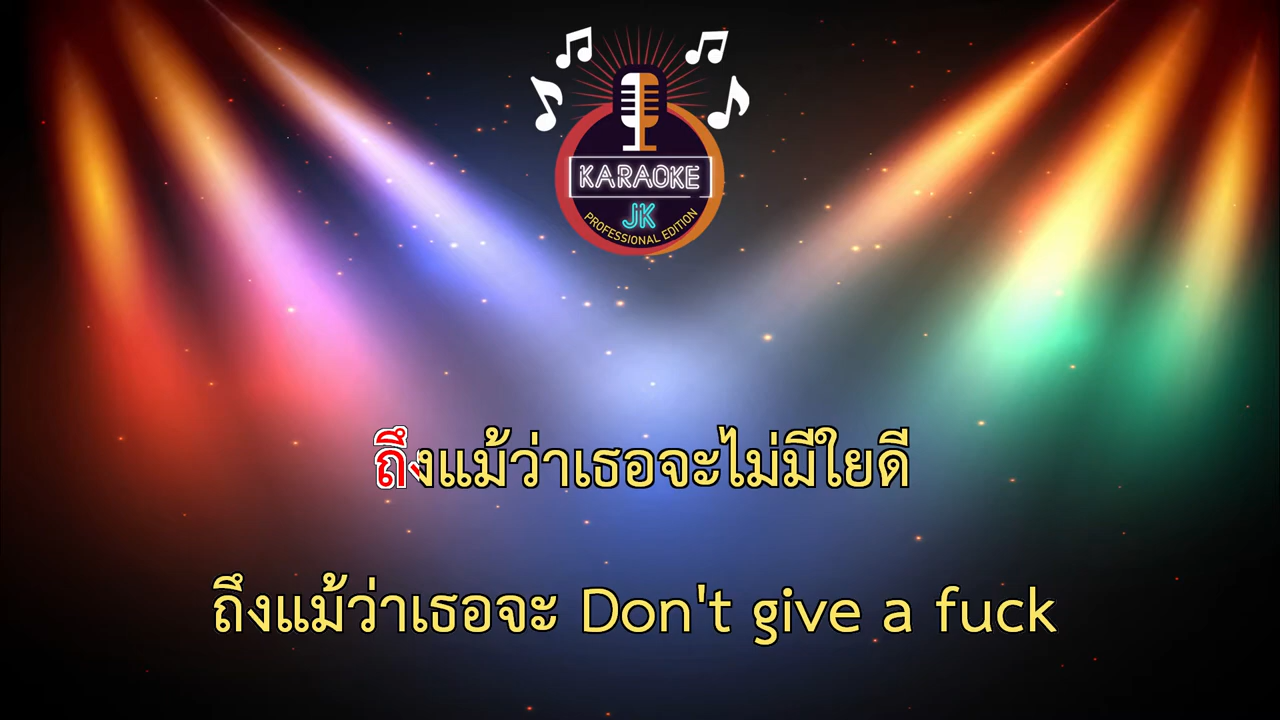 KARAOKE
JK
PROFESSIONAL EDITION
ถึงแม้ว่าเธอจะไม่มีใยดี
ถึงแม้ว่าเธอจะ Don't give a fuck